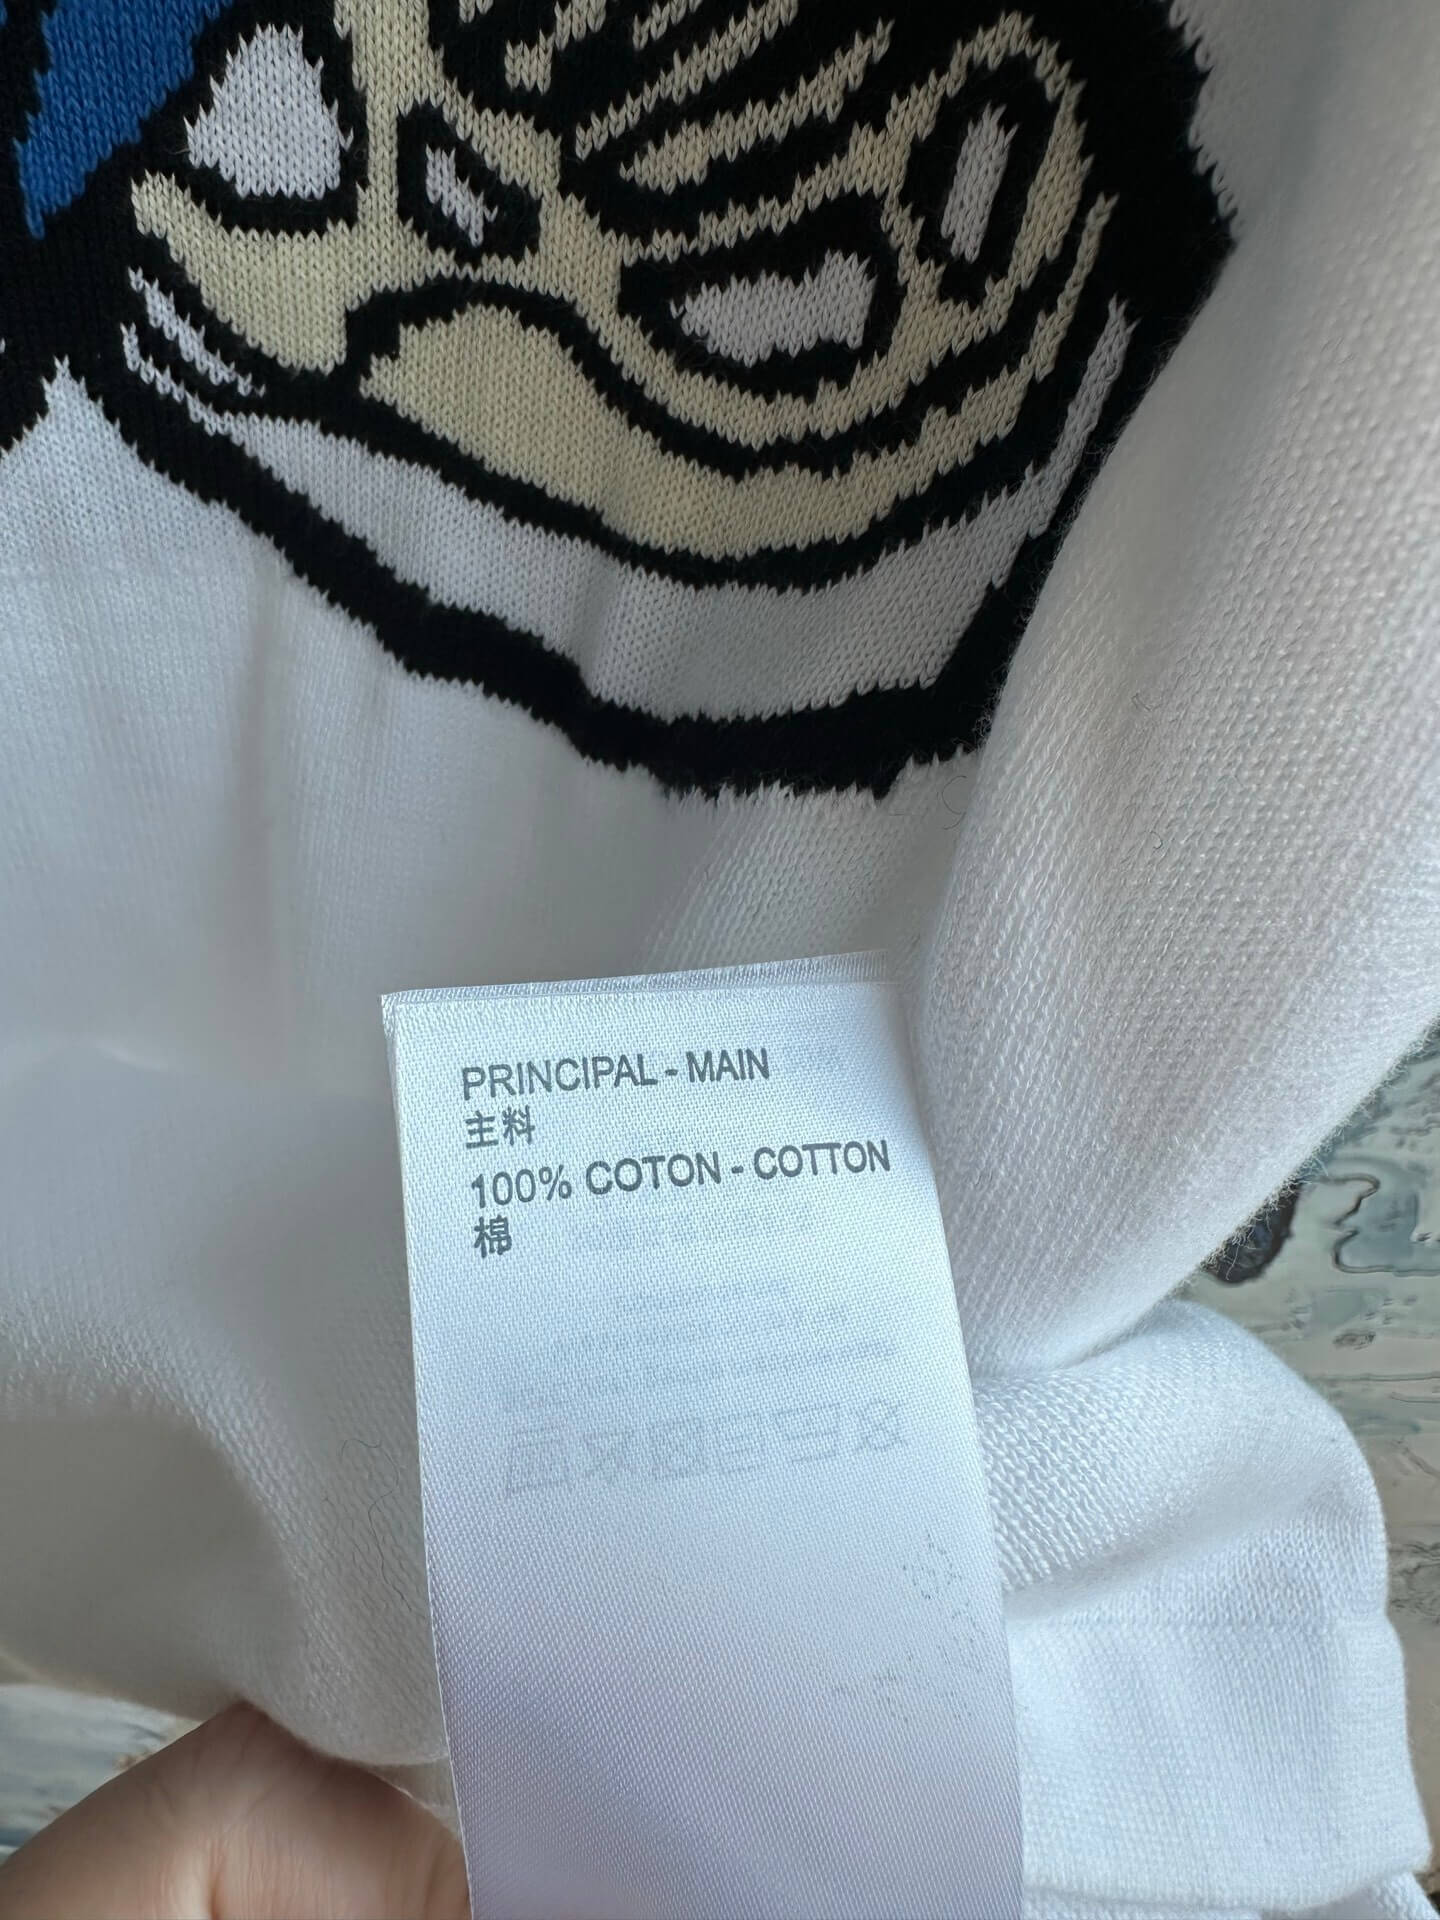 PRINCIPAL - MAIN
主料
100% COTON - COTTON
棉